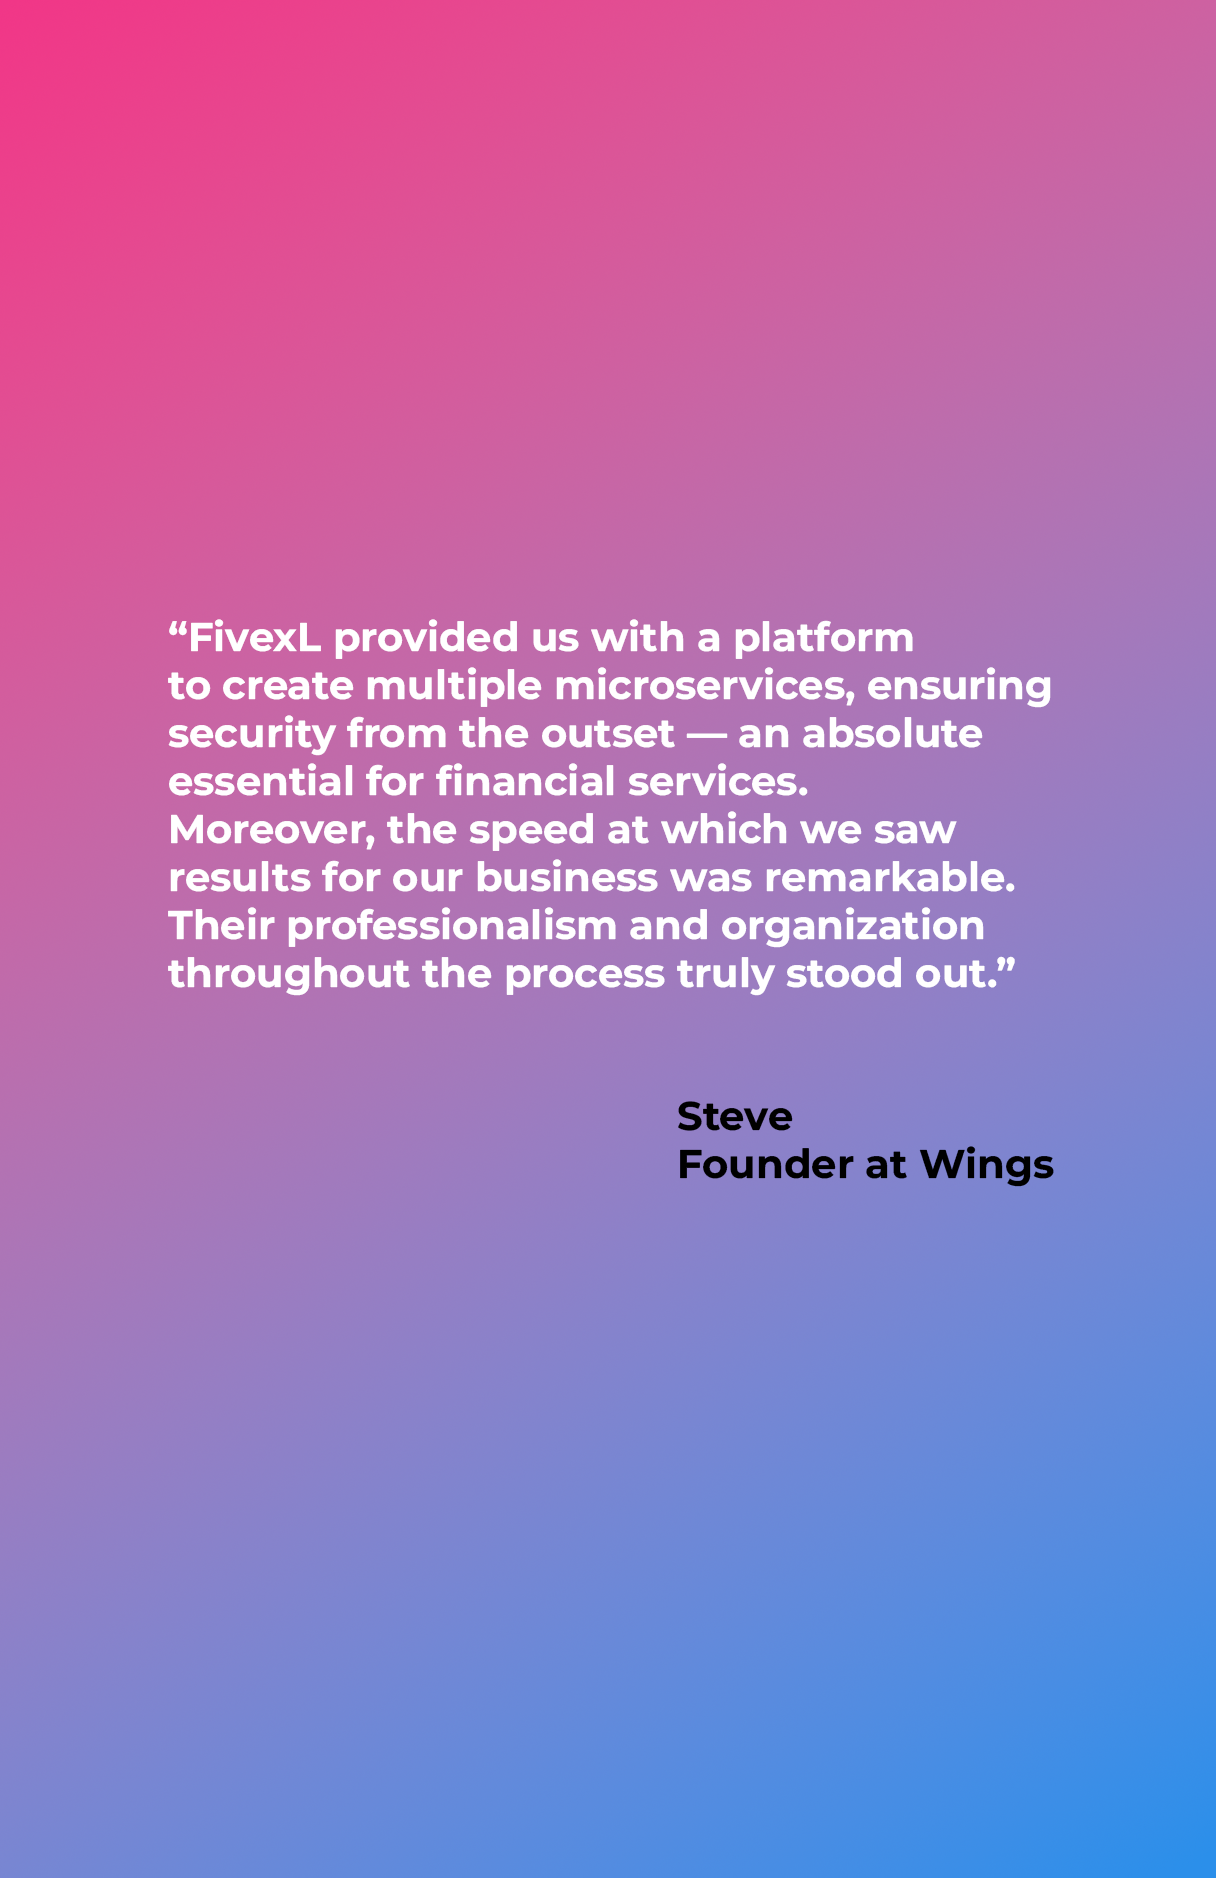 “FivexL provided us with a platform
to create multiple microservices, ensuring
security from the outset — an absolute
essential for financial services.
Moreover, the speed at which we saw
results for our business was remarkable.
Their professionalism and organization
throughout the process truly stood out.”
Steve
Founder at Wings